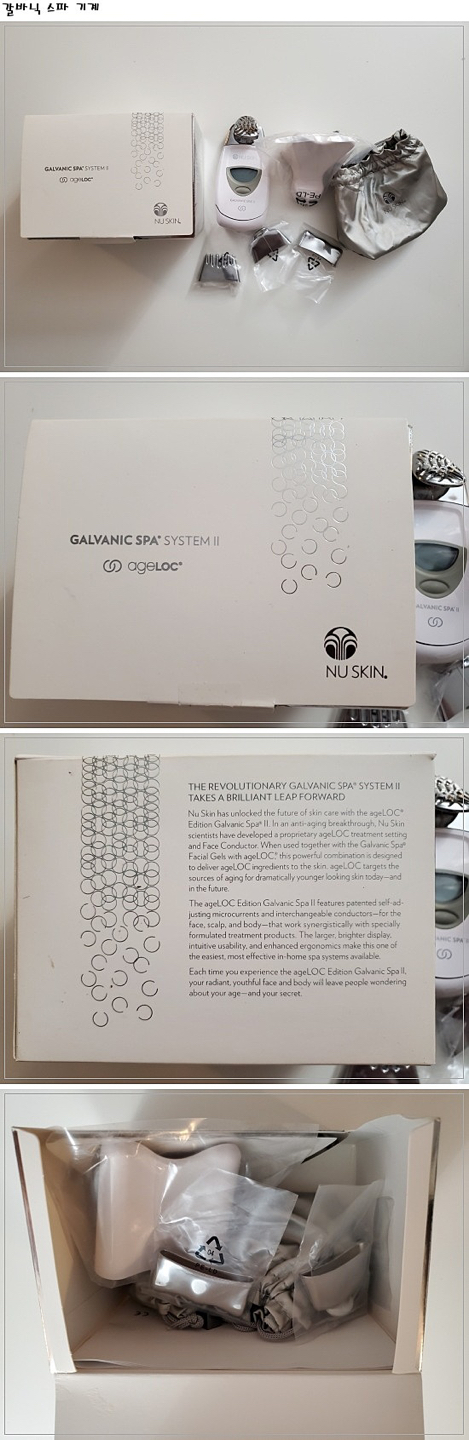 갈바닉 스파 기계
GALVANIC SPA® SYSTEM II
ageLOC®
NU SKIN.
GALVANIC SPA® SYSTEM II
ageLOC®
NU SKIN.
GALVANIC SPA® II
THE REVOLUTIONARY GALVANIC SPA® SYSTEM II
TAKES A BRILLIANT LEAP FORWARD
Nu Skin has unlocked the future of skin care with the ageLOC®
Edition Galvanic Spa® II. In an anti-aging breakthrough, Nu Skin
scientists have developed a proprietary ageLOC treatment setting
and Face Conductor. When used together with the Galvanic Spa®
Facial Gels with ageLOC,® this powerful combination is designed
to deliver ageLOC ingredients to the skin. ageLOC targets the
sources of aging for dramatically younger looking skin today—and
in the future.
The ageLOC Edition Galvanic Spa II features patented self-ad-
justing microcurrents and interchangeable conductors—for the
face, scalp, and body—that work synergistically with specially
formulated treatment products. The larger, brighter display,
intuitive usability, and enhanced ergonomics make this one of
the easiest, most effective in-home spa systems available.
Each time you experience the ageLOC Edition Galvanic Spa II,
your radiant, youthful face and body will leave people wondering
about your age—and your secret.
04